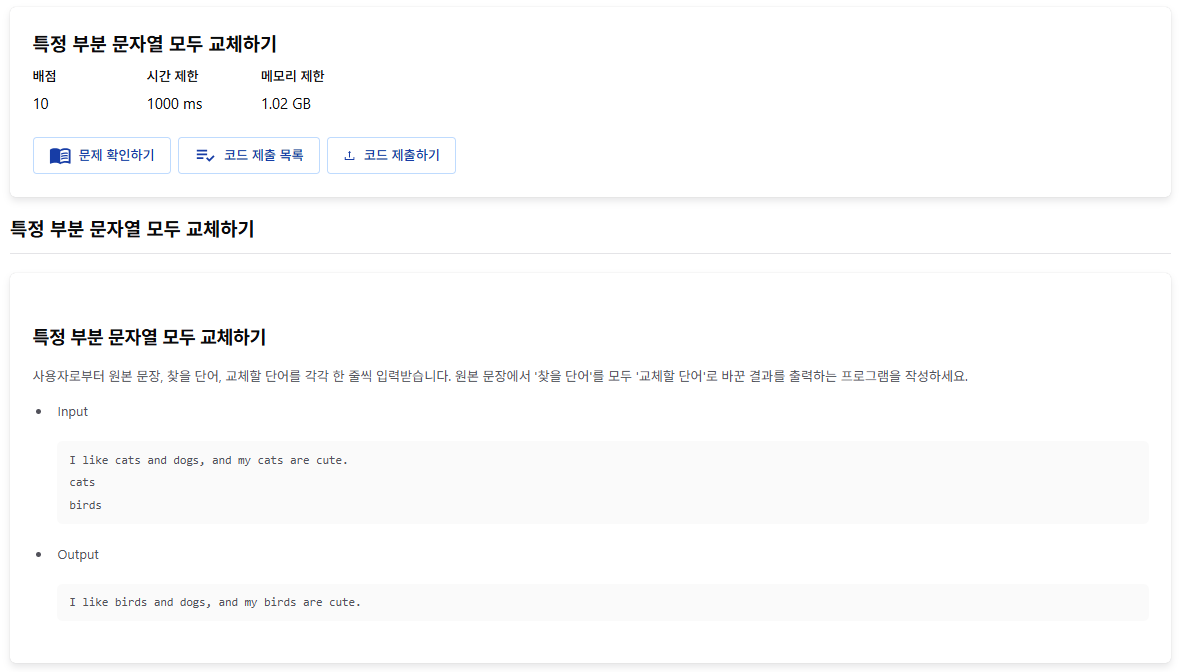 특정 부분 문자열 모두 교체하기
배점 시간 제한 메모리 제한
10 1000 ms 1.02 GB
문제 확인하기 코드 제출 목록 코드 제출하기
특정 부분 문자열 모두 교체하기
특정 부분 문자열 모두 교체하기
사용자로부터 원본 문장, 찾을 단어, 교체할 단어를 각각 한 줄씩 입력받습니다. 원본 문장에서 '찾을 단어'를 모두 '교체할 단어'로 바꾼 결과를 출력하는 프로그램을 작성하세요.
Input
I like cats and dogs, and my cats are cute.
cats
birds
Output
I like birds and dogs, and my birds are cute.